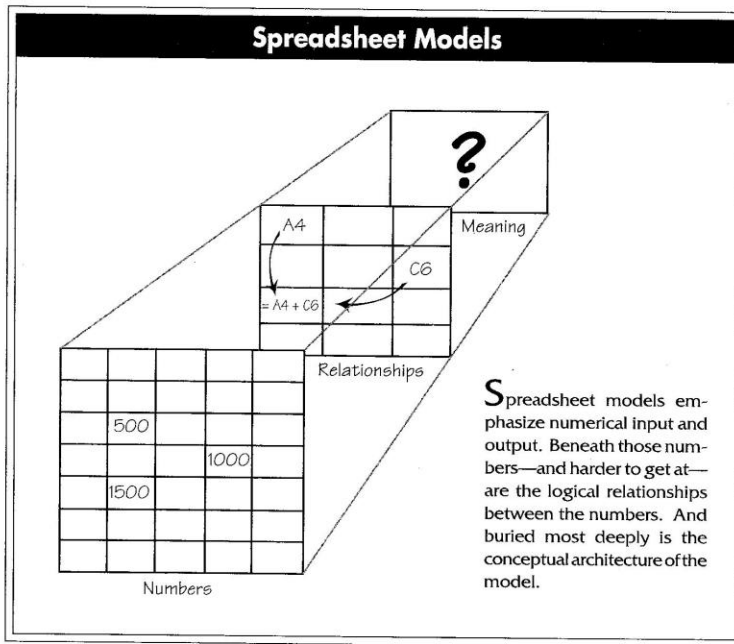 Spreadsheet Models
?
Meaning
A4
C6
= A4 + C6
Relationships
500
1000
1500
Numbers
Spreadsheet models em-
phasize numerical input and
output. Beneath those num-
bers—and harder to get at—
are the logical relationships
between the numbers. And
buried most deeply is the
conceptual architecture of the
model.